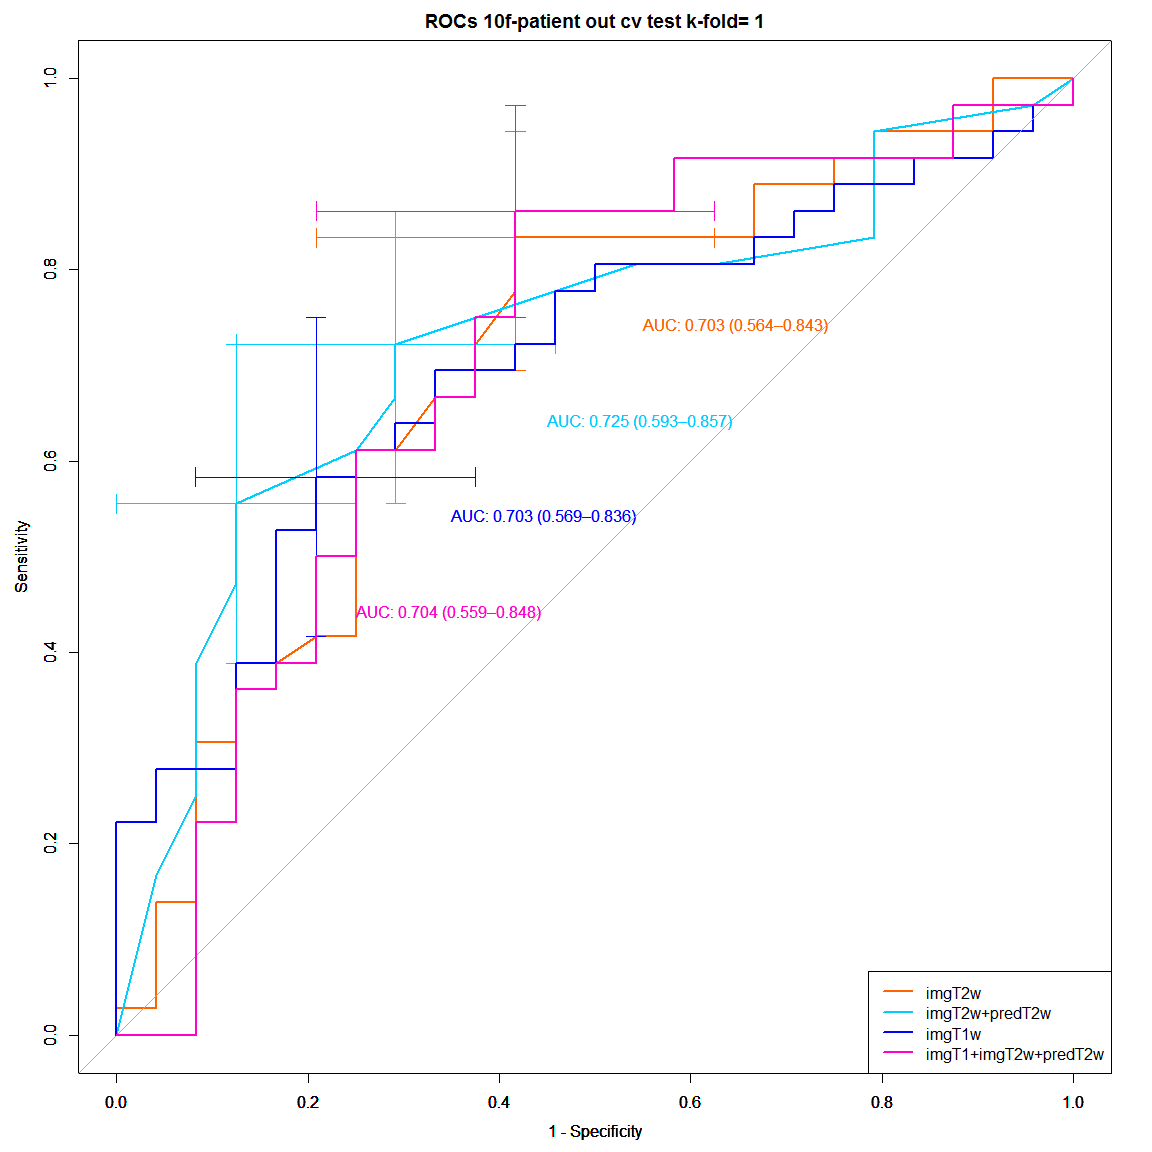 ROCs 10f-patient out cv test k-fold= 1
1.0
0.8
0.6
0.4
0.2
0.0
Sensitivity
AUC: 0.703 (0.564–0.843)
AUC: 0.725 (0.593–0.857)
AUC: 0.703 (0.569–0.836)
AUC: 0.704 (0.559–0.848)
imgT2w
imgT2w+predT2w
imgT1w
imgT1+imgT2w+predT2w
0.0 0.2 0.4 0.6 0.8 1.0
1 - Specificity